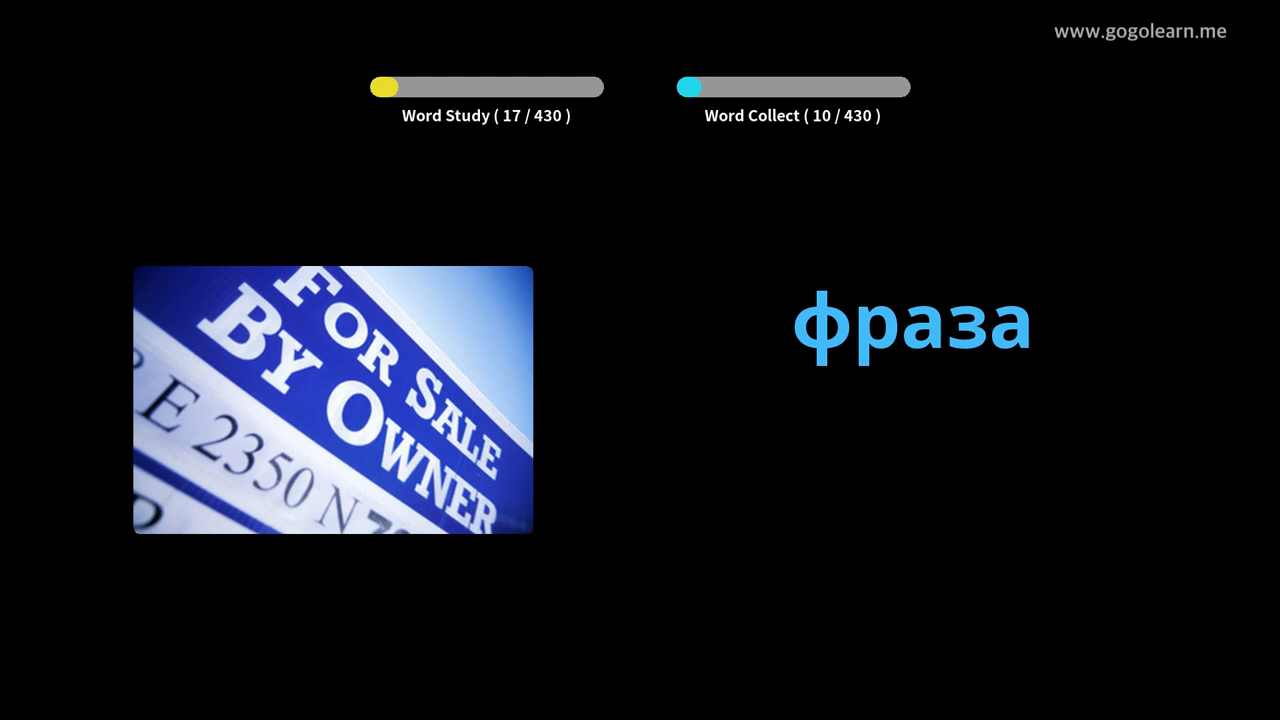 www.gogolearn.me
Word Study ( 17 / 430 )
Word Collect ( 10 / 430 )
FOR SALE
BY OWNER
E 2350 N
фраза